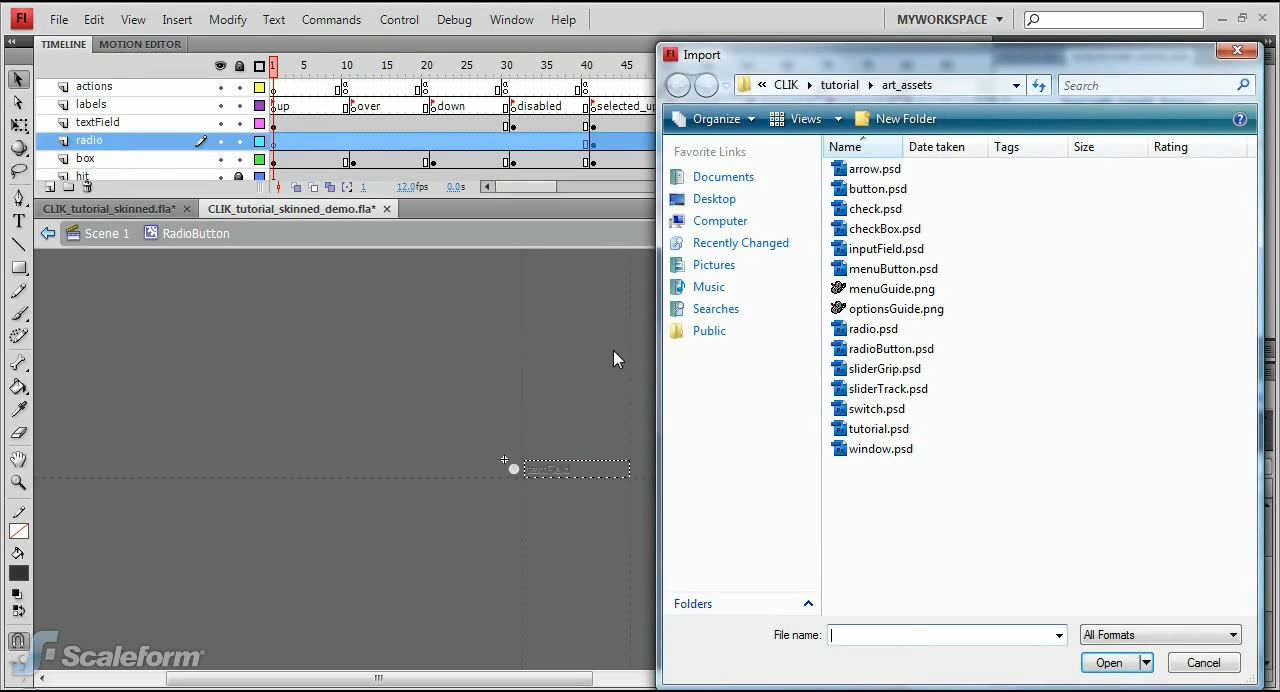 Fl File Edit View Insert Modify Text Commands Control Debug Window Help MYWORKSPACE
TIMELINE MOTION EDITOR
1 5 10 15 20 25 30 35 40 45
actions
labels up over down disabled selected_up
textField
radio
box
hit
1 12.0fps 0.0s
CLIK_tutorial_skinned.fla* CLIK_tutorial_skinned_demo.fla*
Scene 1 RadioButton
textField
Scaleform
Fl Import
« CLIK tutorial art_assets Search
Organize Views New Folder
Favorite Links
Documents
Desktop
Computer
Recently Changed
Pictures
Music
Searches
Public
Folders
Name Date taken Tags Size Rating
arrow.psd
button.psd
check.psd
checkBox.psd
inputField.psd
menuButton.psd
menuGuide.png
optionsGuide.png
radio.psd
radioButton.psd
sliderGrip.psd
sliderTrack.psd
switch.psd
tutorial.psd
window.psd
File name: All Formats
Open Cancel